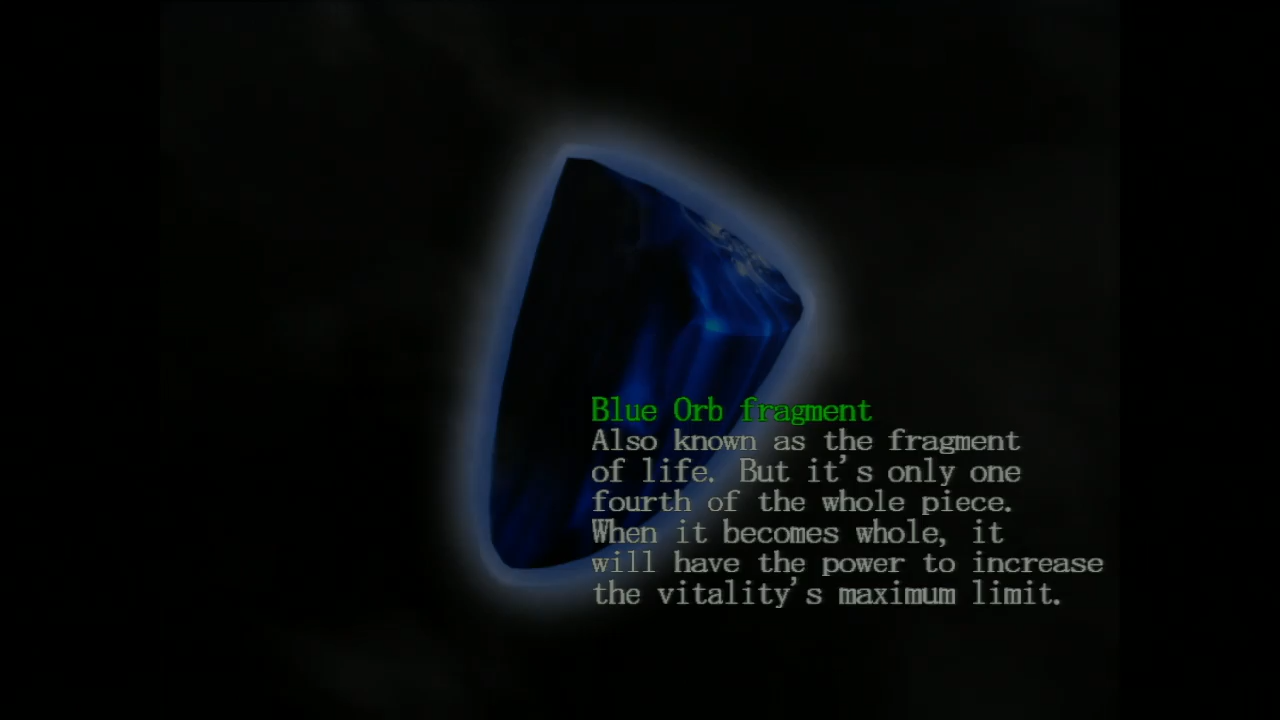 Blue Orb fragment
Also known as the fragment
of life. But it's only one
fourth of the whole piece.
When it becomes whole, it
will have the power to increase
the vitality's maximum limit.